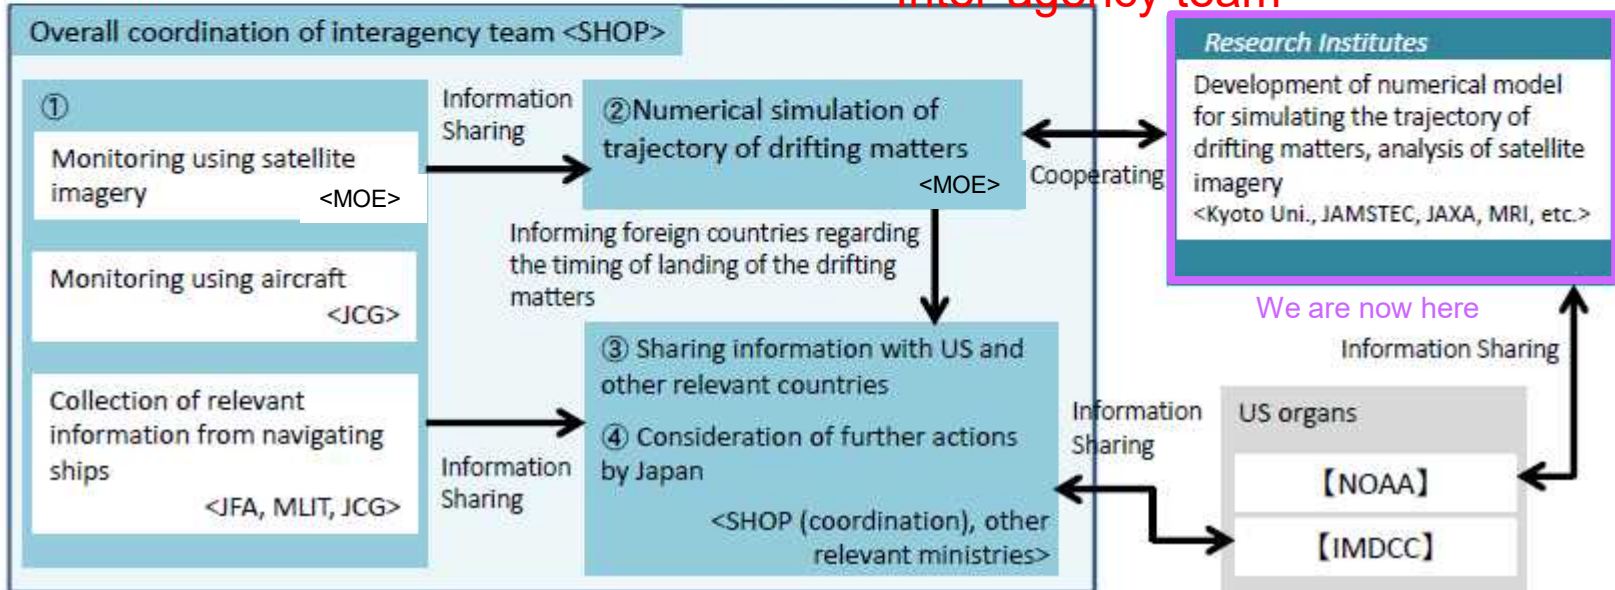 inter-agency team
Overall coordination of interagency team <SHOP>
①
Monitoring using satellite
imagery
<MOE>
Monitoring using aircraft
<JCG>
Collection of relevant
information from navigating
ships
<JFA, MLIT, JCG>
Information
Sharing
②Numerical simulation of
trajectory of drifting matters
<MOE>
Informing foreign countries regarding
the timing of landing of the drifting
matters
Information
Sharing
③ Sharing information with US and
other relevant countries
④ Consideration of further actions
by Japan
<SHOP (coordination), other
relevant ministries>
Cooperating
Research Institutes
Development of numerical model
for simulating the trajectory of
drifting matters, analysis of satellite
imagery
<Kyoto Uni., JAMSTEC, JAXA, MRI, etc.>
We are now here
Information Sharing
Information
Sharing
US organs
【NOAA】
【IMDCC】